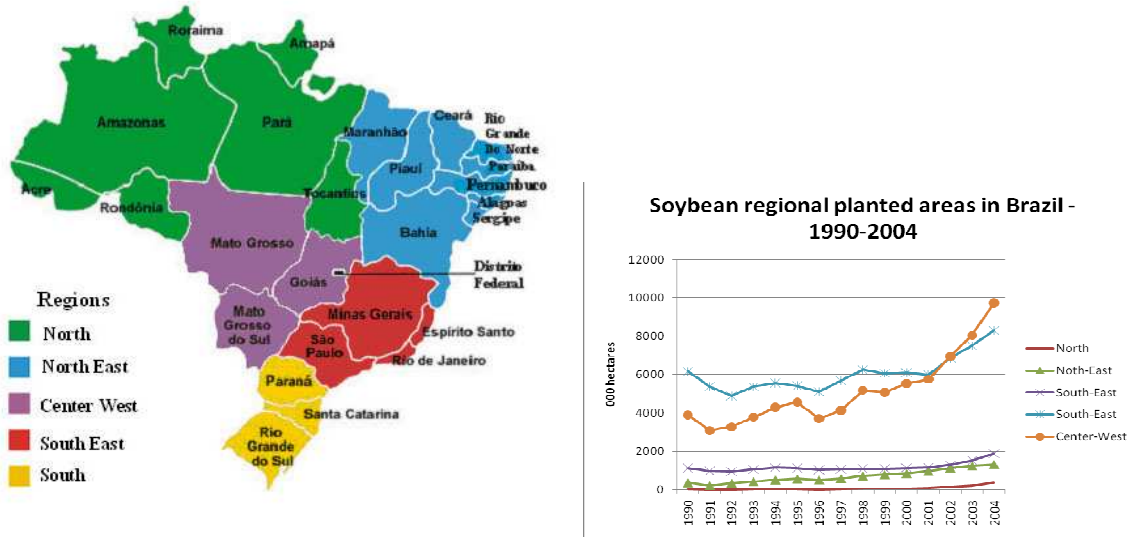 Roraima
Amapá
Amazonas
Pará
Acre
Rondônia
Tocantins
Maranhão
Ceará
Rio
Grande
Do Norte
Piauí
Paraíba
Pernambuco
Alagoas
Sergipe
Bahia
Mato Grosso
Goiás
Distrito
Federal
Mato
Grosso
do Sul
Minas Gerais
Espírito Santo
São
Paulo
Rio de Janeiro
Paraná
Santa Catarina
Rio
Grande
do Sul
Regions
North
North East
Center West
South East
South
Soybean regional planted areas in Brazil -
1990-2004
000 hectares
12000
10000
8000
6000
4000
2000
0
1990
1991
1992
1993
1994
1995
1996
1997
1998
1999
2000
2001
2002
2003
2004
North
Noth-East
South-East
South-East
Center-West